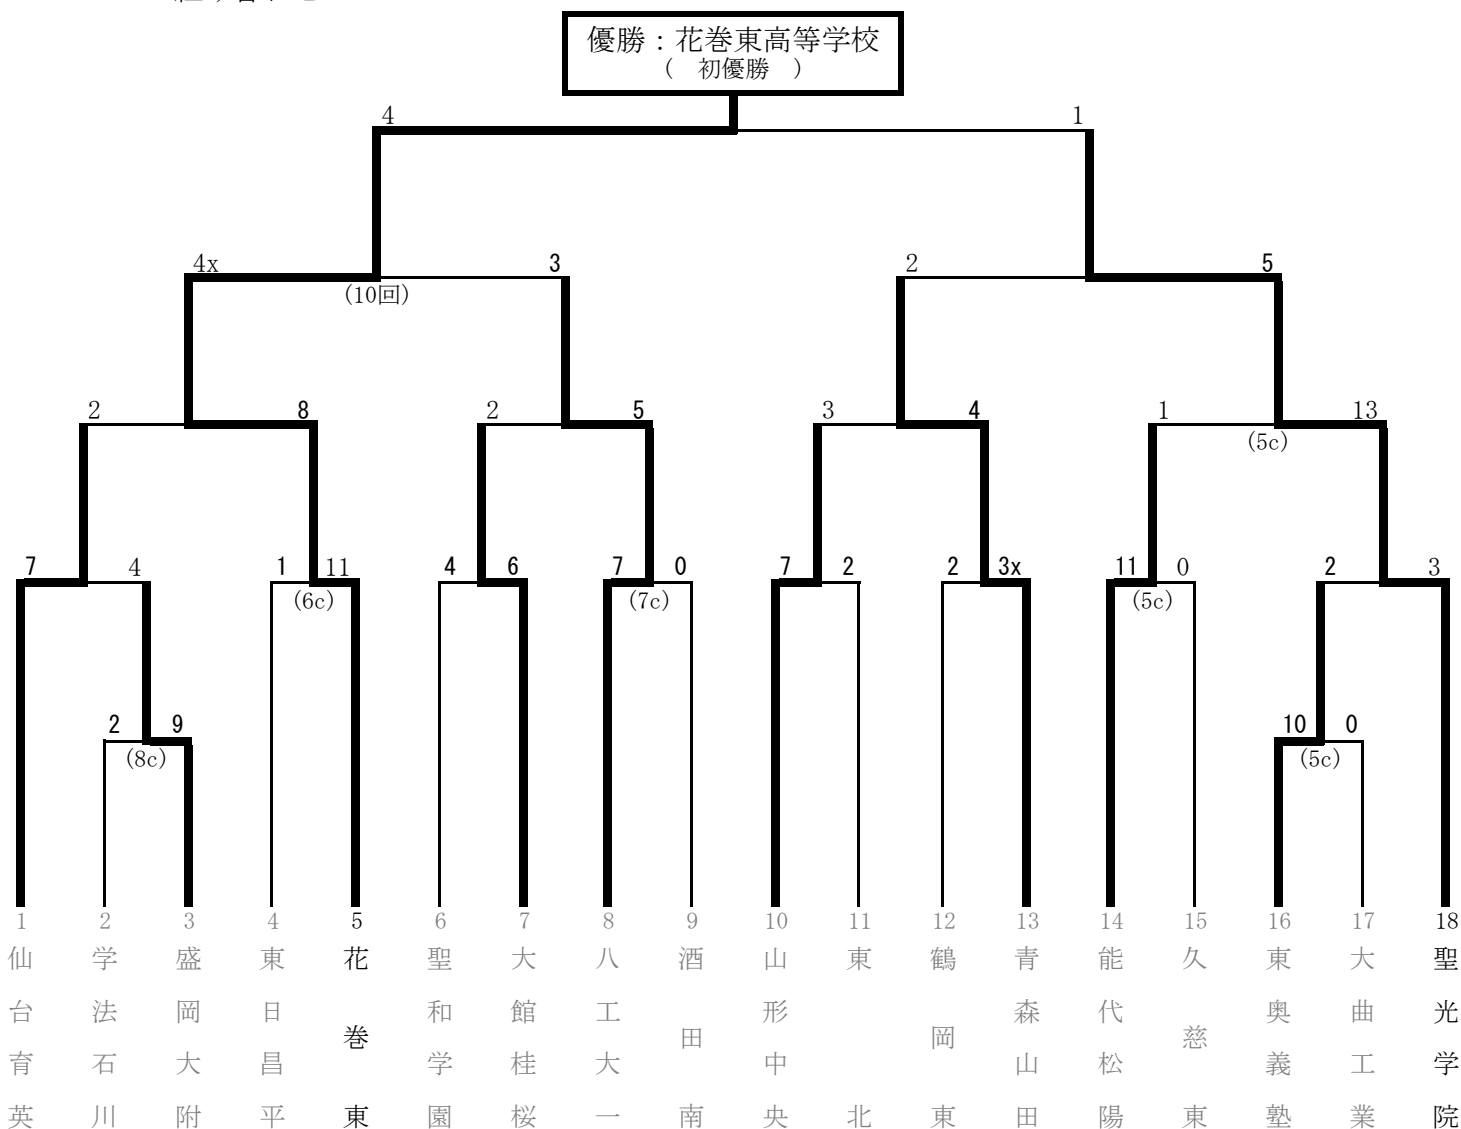 優勝：花巻東高等学校
（　初優勝　）
4 1
4x 3 2 5
(10回)
2 8 2 5 3 4 1 13
(5c)
7 4 1 11 4 6 7 0 7 2 2 3x 11 0 2 3
(6c) (7c) (5c)
2 9 10 0
(8c) (5c)
1 2 3 4 5 6 7 8 9 10 11 12 13 14 15 16 17 18
仙台育英
学法石川
盛岡大附
東日昌平
花巻東
聖和学園
大館桂桜
八工大一
酒田南
山形中央
東北
鶴岡東
青森山田
能代松陽
久慈東
東奥義塾
大曲工業
聖光学院